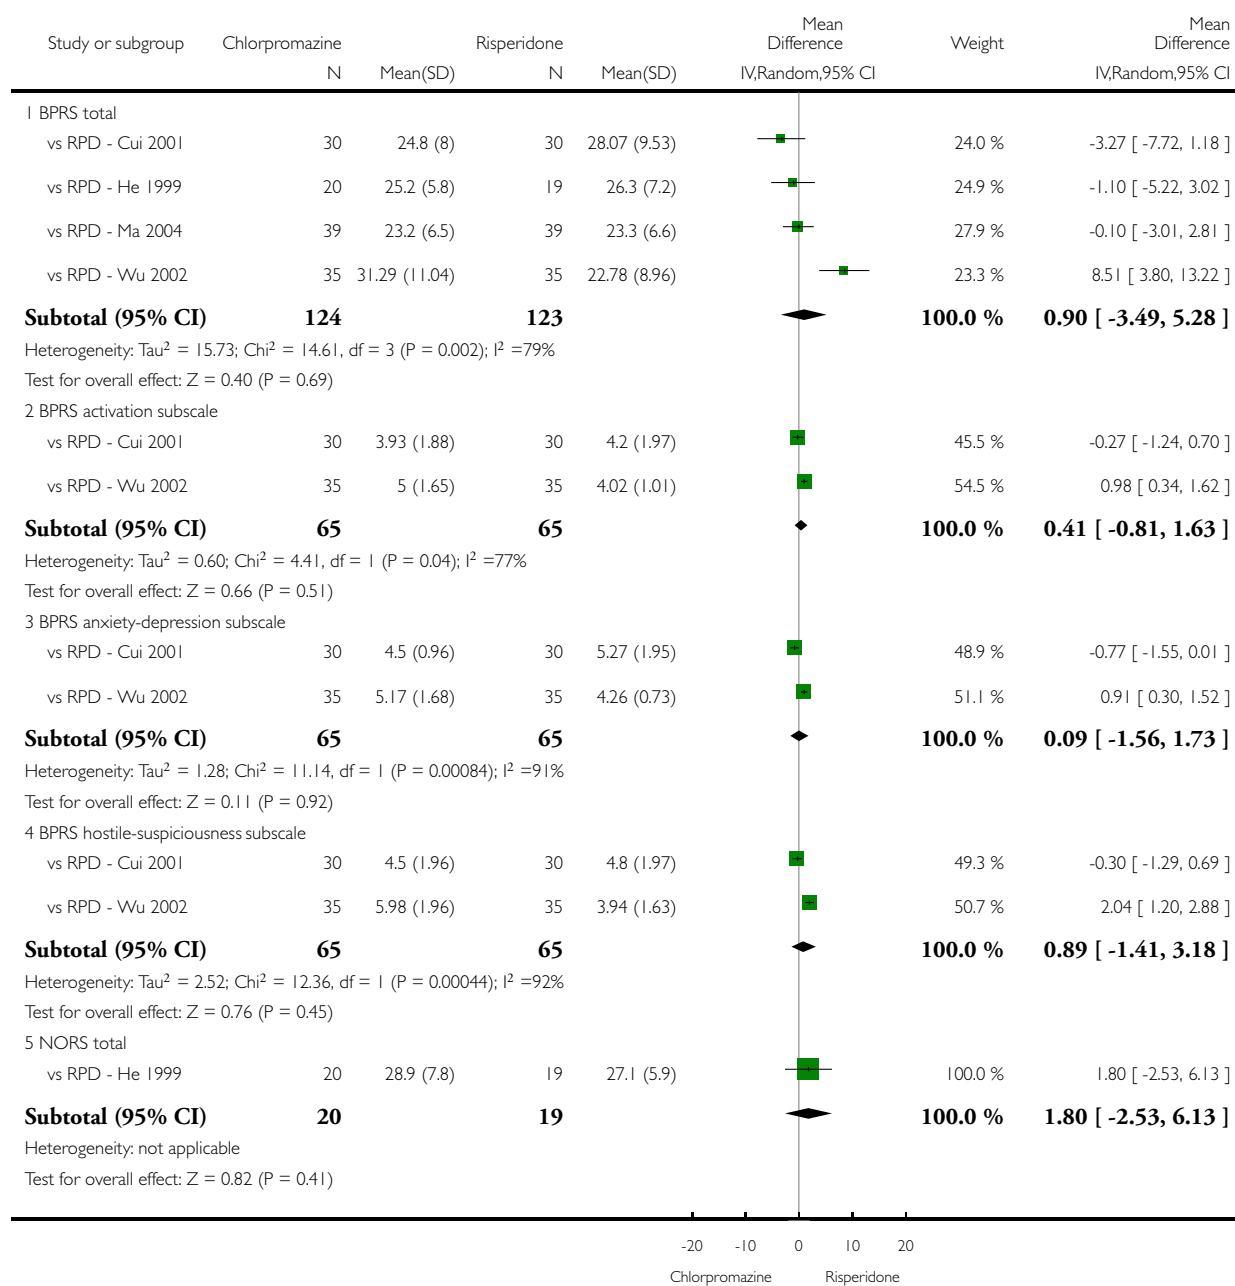 Study or subgroup Chlorpromazine Risperidone Mean Difference Weight Mean Difference
N Mean(SD) N Mean(SD) IV,Random,95% CI IV,Random,95% CI
1 BPRS total
vs RPD - Cui 2001 30 24.8 (8) 30 28.07 (9.53) 24.0 % -3.27 [ -7.72, 1.18 ]
vs RPD - He 1999 20 25.2 (5.8) 19 26.3 (7.2) 24.9 % -1.10 [ -5.22, 3.02 ]
vs RPD - Ma 2004 39 23.2 (6.5) 39 23.3 (6.6) 27.9 % -0.10 [ -3.01, 2.81 ]
vs RPD - Wu 2002 35 31.29 (11.04) 35 22.78 (8.96) 23.3 % 8.51 [ 3.80, 13.22 ]
Subtotal (95% CI) 124 123 100.0 % 0.90 [ -3.49, 5.28 ]
Heterogeneity: Tau² = 15.73; Chi² = 14.61, df = 3 (P = 0.002); I² =79%
Test for overall effect: Z = 0.40 (P = 0.69)
2 BPRS activation subscale
vs RPD - Cui 2001 30 3.93 (1.88) 30 4.2 (1.97) 45.5 % -0.27 [ -1.24, 0.70 ]
vs RPD - Wu 2002 35 5 (1.65) 35 4.02 (1.01) 54.5 % 0.98 [ 0.34, 1.62 ]
Subtotal (95% CI) 65 65 100.0 % 0.41 [ -0.81, 1.63 ]
Heterogeneity: Tau² = 0.60; Chi² = 4.41, df = 1 (P = 0.04); I² =77%
Test for overall effect: Z = 0.66 (P = 0.51)
3 BPRS anxiety-depression subscale
vs RPD - Cui 2001 30 4.5 (0.96) 30 5.27 (1.95) 48.9 % -0.77 [ -1.55, 0.01 ]
vs RPD - Wu 2002 35 5.17 (1.68) 35 4.26 (0.73) 51.1 % 0.91 [ 0.30, 1.52 ]
Subtotal (95% CI) 65 65 100.0 % 0.09 [ -1.56, 1.73 ]
Heterogeneity: Tau² = 1.28; Chi² = 11.14, df = 1 (P = 0.00084); I² =91%
Test for overall effect: Z = 0.11 (P = 0.92)
4 BPRS hostile-suspiciousness subscale
vs RPD - Cui 2001 30 4.5 (1.96) 30 4.8 (1.97) 49.3 % -0.30 [ -1.29, 0.69 ]
vs RPD - Wu 2002 35 5.98 (1.96) 35 3.94 (1.63) 50.7 % 2.04 [ 1.20, 2.88 ]
Subtotal (95% CI) 65 65 100.0 % 0.89 [ -1.41, 3.18 ]
Heterogeneity: Tau² = 2.52; Chi² = 12.36, df = 1 (P = 0.00044); I² =92%
Test for overall effect: Z = 0.76 (P = 0.45)
5 NORS total
vs RPD - He 1999 20 28.9 (7.8) 19 27.1 (5.9) 100.0 % 1.80 [ -2.53, 6.13 ]
Subtotal (95% CI) 20 19 100.0 % 1.80 [ -2.53, 6.13 ]
Heterogeneity: not applicable
Test for overall effect: Z = 0.82 (P = 0.41)
-20 -10 0 10 20
Chlorpromazine Risperidone